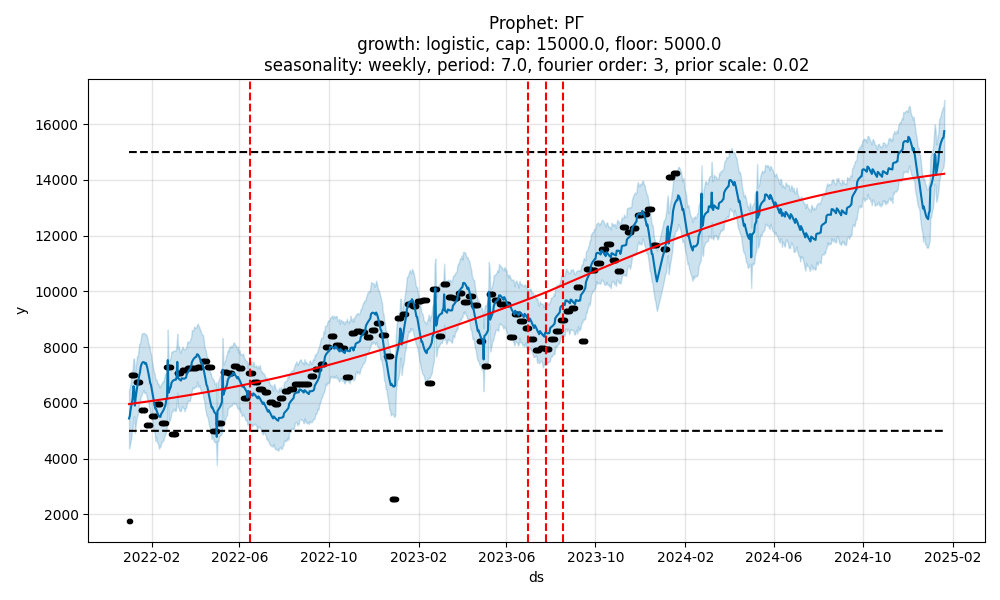 Prophet: РГ
growth: logistic, cap: 15000.0, floor: 5000.0
seasonality: weekly, period: 7.0, fourier order: 3, prior scale: 0.02
16000
14000
12000
10000
8000
6000
4000
2000
y
2022-02 2022-06 2022-10 2023-02 2023-06 2023-10 2024-02 2024-06 2024-10 2025-02
ds